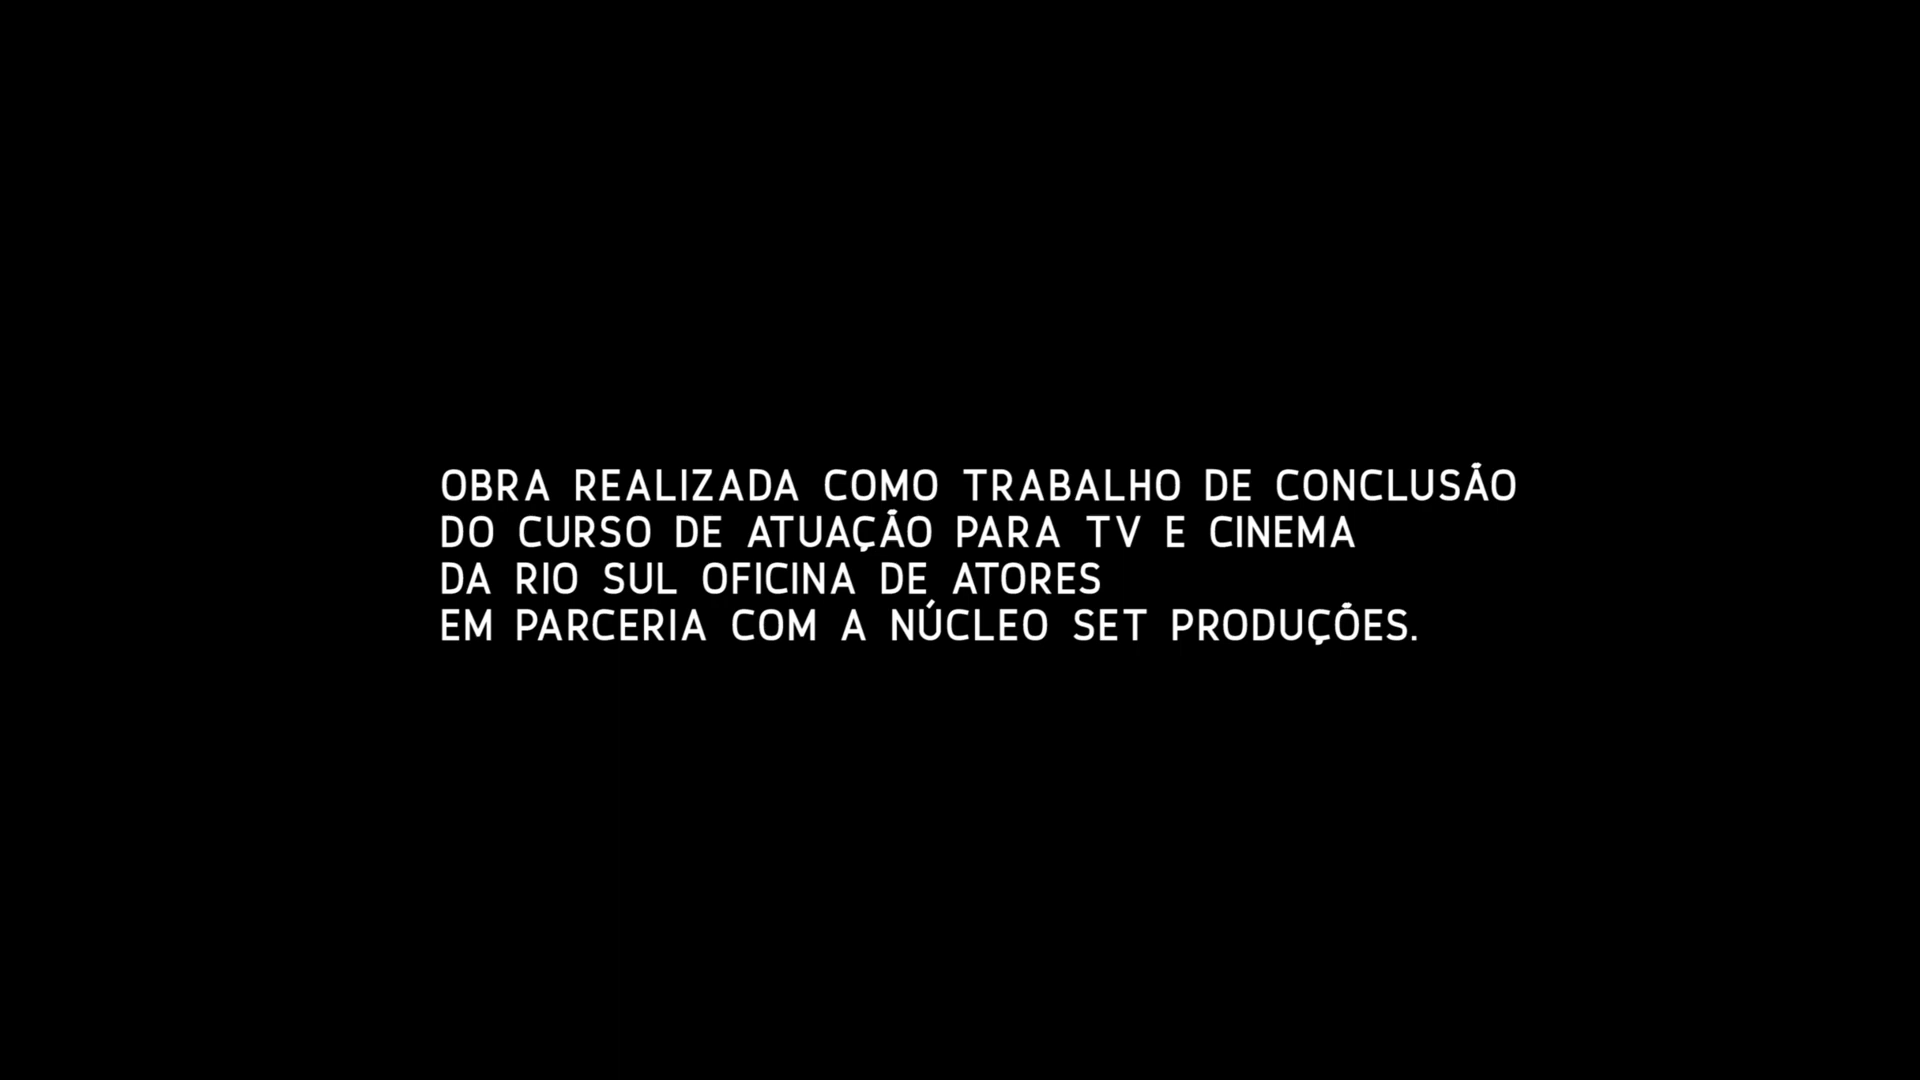 OBRA REALIZADA COMO TRABALHO DE CONCLUSÃO
DO CURSO DE ATUAÇÃO PARA TV E CINEMA
DA RIO SUL OFICINA DE ATORES
EM PARCERIA COM A NÚCLEO SET PRODUÇÕES.